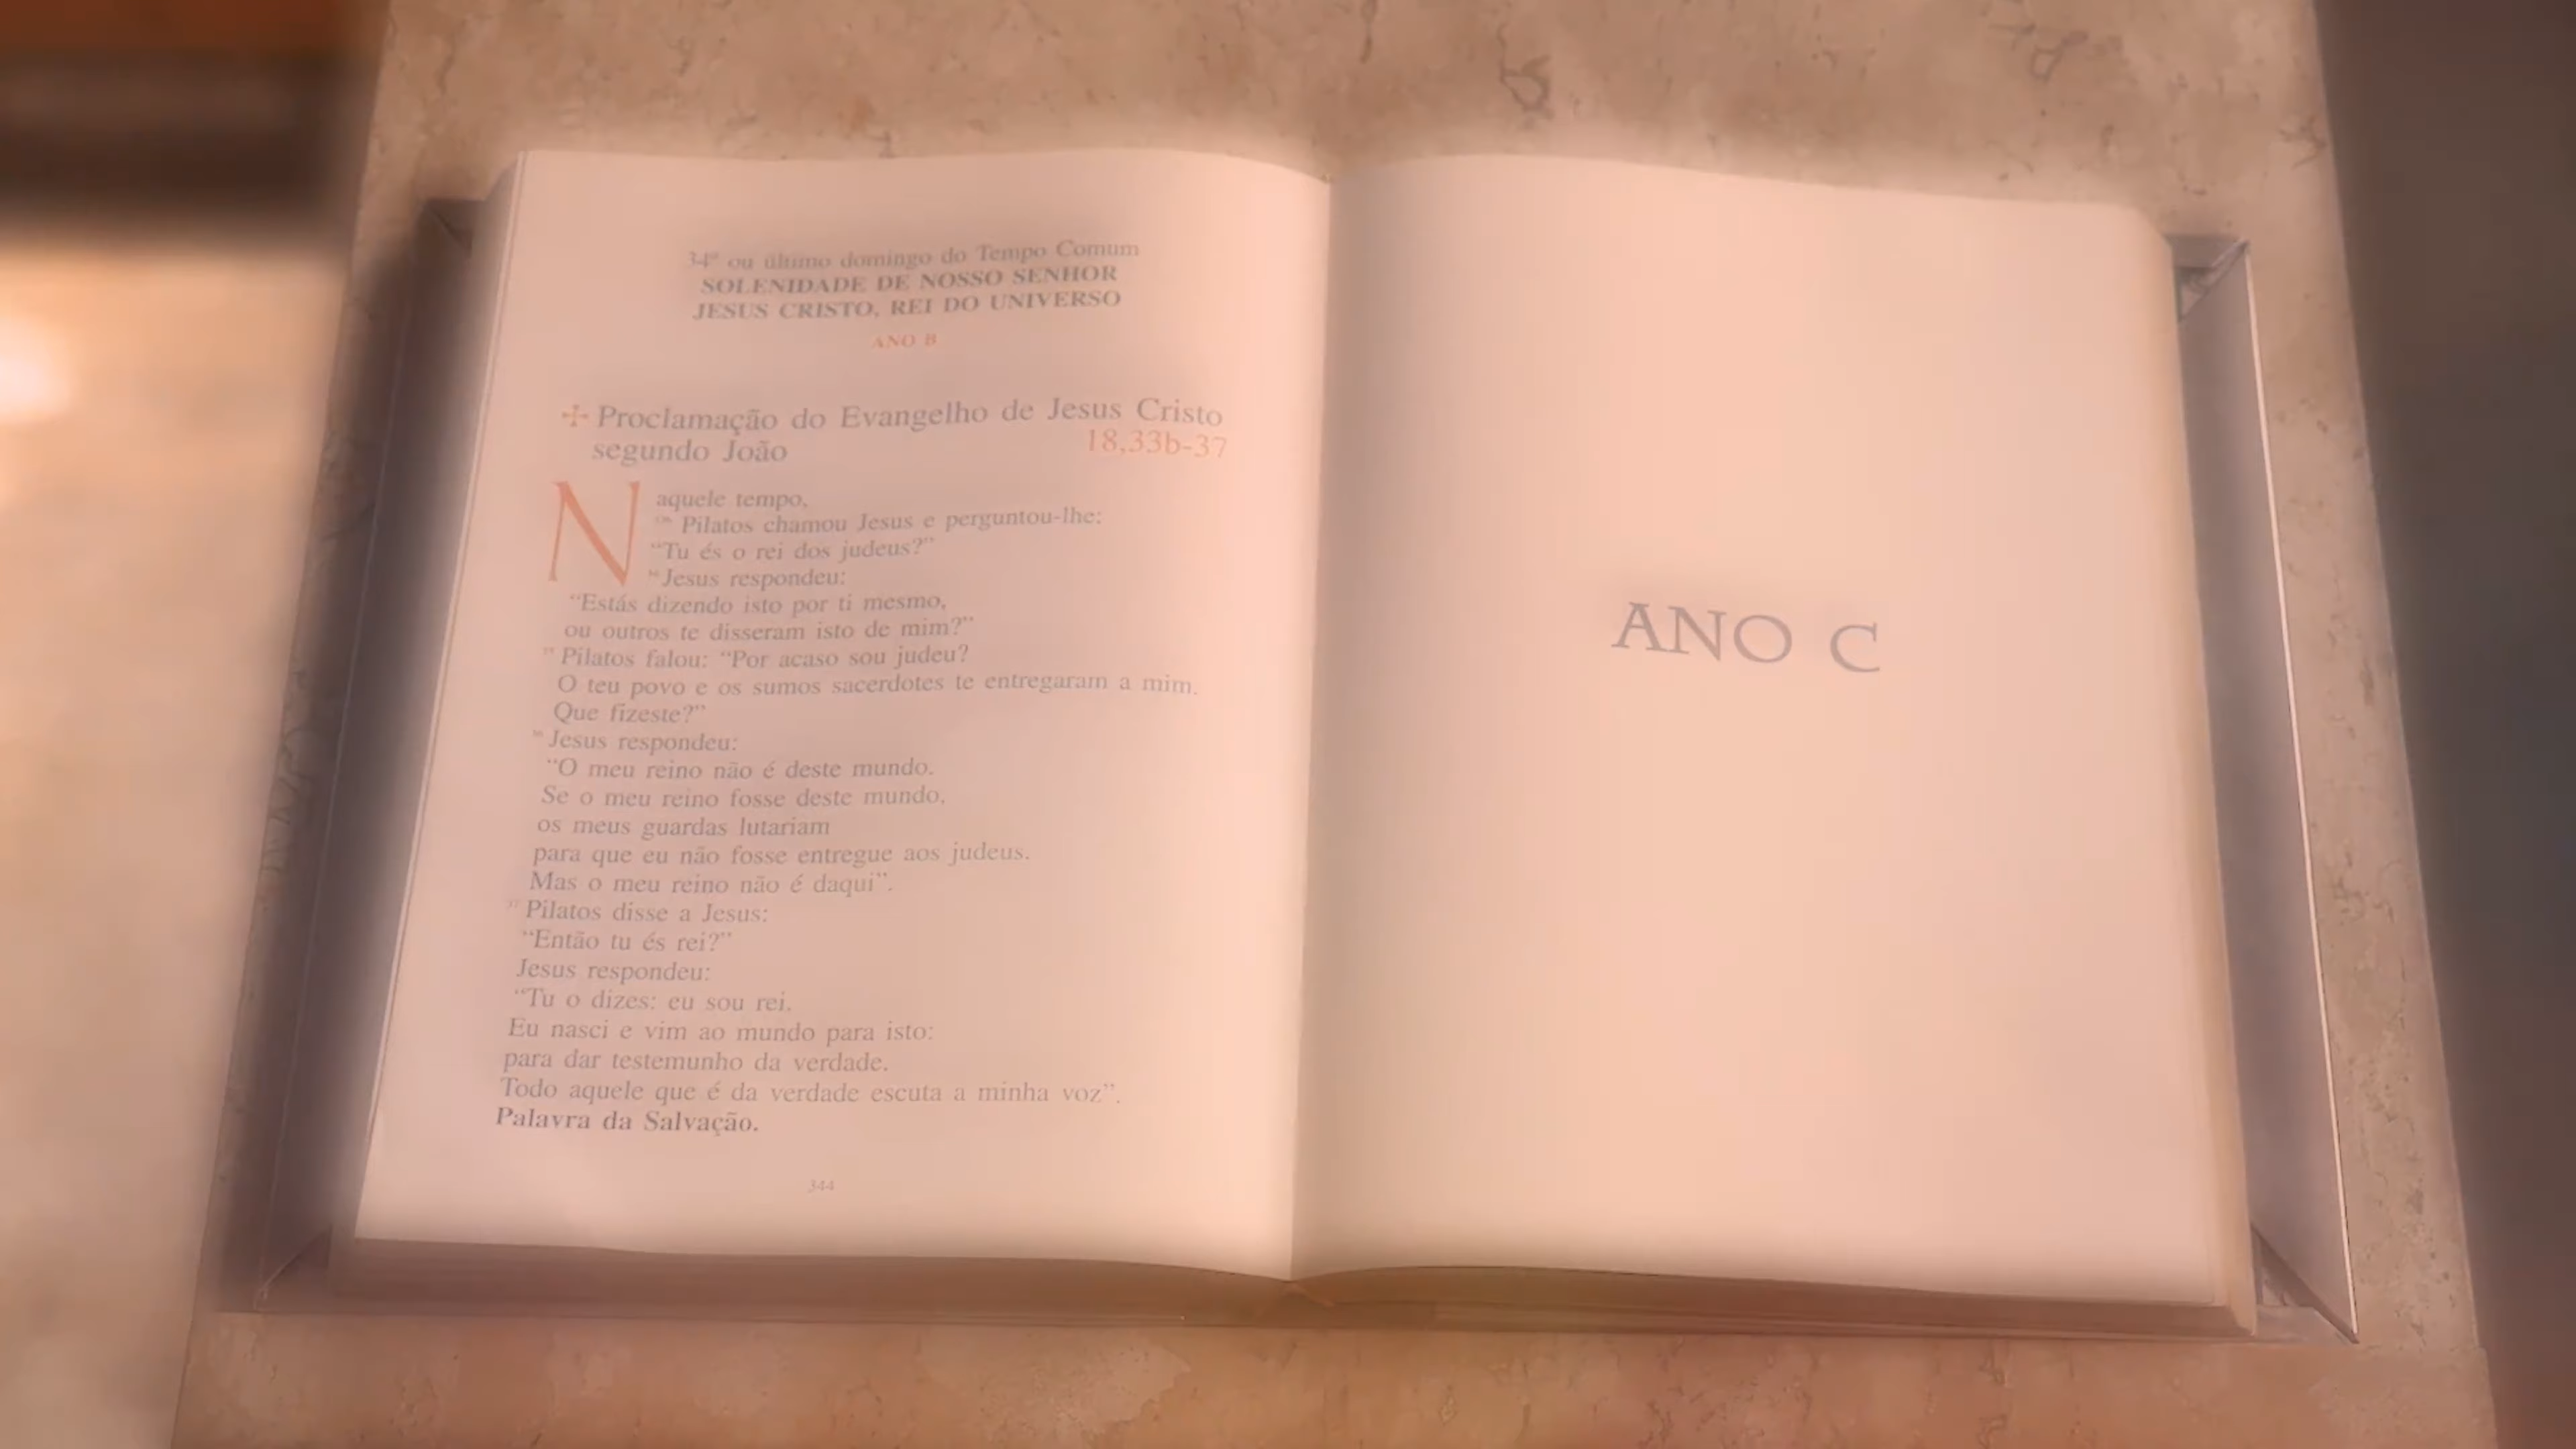 34º ou último domingo do Tempo Comum
SOLENIDADE DE NOSSO SENHOR
JESUS CRISTO, REI DO UNIVERSO
ANO B
Proclamação do Evangelho de Jesus Cristo
segundo João 18,33b-37
Naquele tempo,
Pilatos chamou Jesus e perguntou-lhe:
“Tu és o rei dos judeus?”
Jesus respondeu:
“Estás dizendo isto por ti mesmo,
ou outros te disseram isto de mim?”
Pilatos falou: “Por acaso sou judeu?
O teu povo e os sumos sacerdotes te entregaram a mim.
Que fizeste?”
Jesus respondeu:
“O meu reino não é deste mundo.
Se o meu reino fosse deste mundo,
os meus guardas lutariam
para que eu não fosse entregue aos judeus.
Mas o meu reino não é daqui”.
Pilatos disse a Jesus:
“Então tu és rei?”
Jesus respondeu:
“Tu o dizes: eu sou rei.
Eu nasci e vim ao mundo para isto:
para dar testemunho da verdade.
Todo aquele que é da verdade escuta a minha voz”.
Palavra da Salvação.
344
ANO C